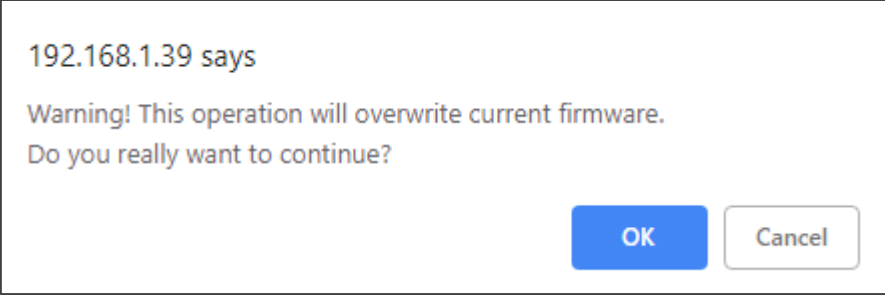 192.168.1.39 says
Warning! This operation will overwrite current firmware.
Do you really want to continue?
OK
Cancel